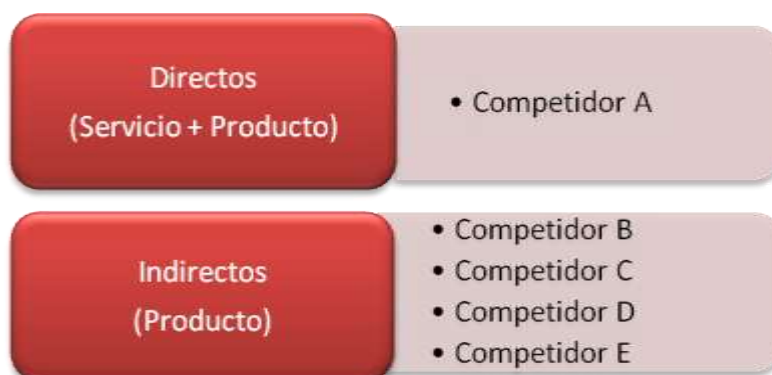 Directos
(Servicio + Producto)
• Competidor A
Indirectos
(Producto)
• Competidor B
• Competidor C
• Competidor D
• Competidor E